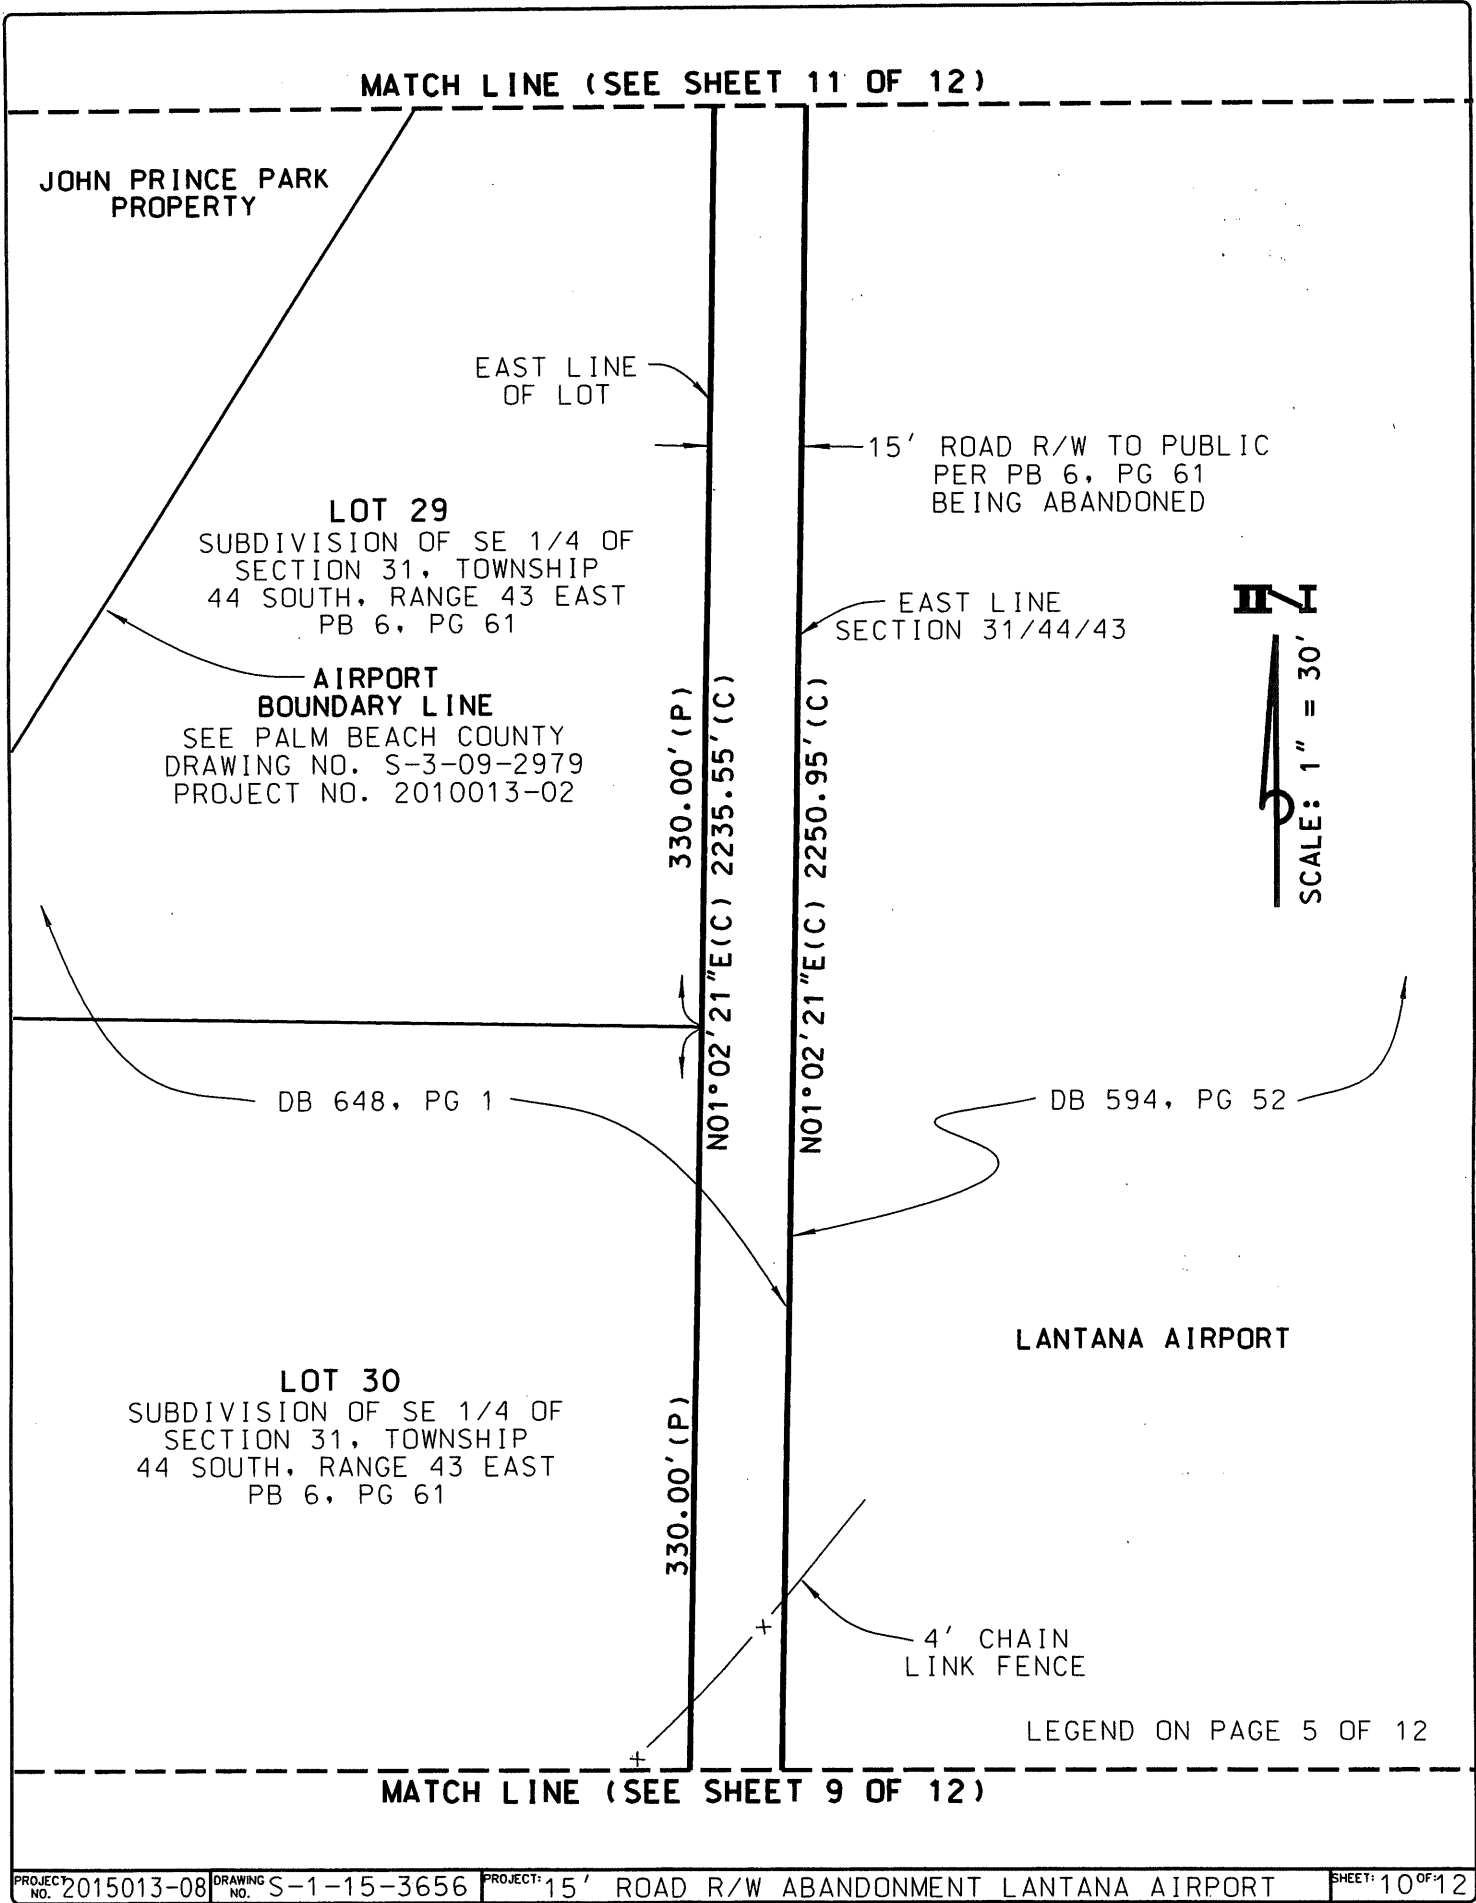 MATCH LINE (SEE SHEET 11 OF 12)
JOHN PRINCE PARK
PROPERTY
EAST LINE
OF LOT
15' ROAD R/W TO PUBLIC
PER PB 6, PG 61
BEING ABANDONED
LOT 29
SUBDIVISION OF SE 1/4 OF
SECTION 31, TOWNSHIP
44 SOUTH, RANGE 43 EAST
PB 6, PG 61
EAST LINE
SECTION 31/44/43
AIRPORT
BOUNDARY LINE
SEE PALM BEACH COUNTY
DRAWING NO. S-3-09-2979
PROJECT NO. 2010013-02
330.00'(P)
N01°02'21"E(C) 2235.55'(C)
N01°02'21"E(C) 2250.95'(C)
N
SCALE: 1" = 30'
DB 648, PG 1
DB 594, PG 52
LANTANA AIRPORT
LOT 30
SUBDIVISION OF SE 1/4 OF
SECTION 31, TOWNSHIP
44 SOUTH, RANGE 43 EAST
PB 6, PG 61
330.00'(P)
4' CHAIN
LINK FENCE
LEGEND ON PAGE 5 OF 12
MATCH LINE (SEE SHEET 9 OF 12)
PROJECT NO. 2015013-08 DRAWING NO. S-1-15-3656 PROJECT: 15' ROAD R/W ABANDONMENT LANTANA AIRPORT SHEET: 10 OF: 12